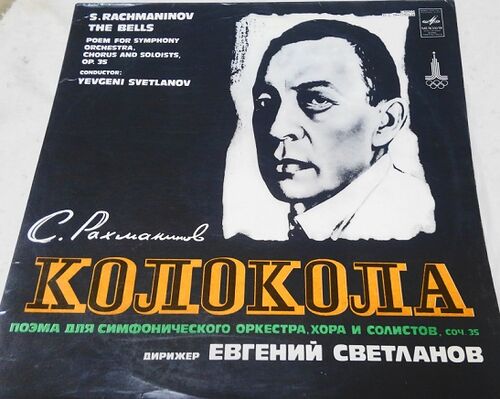 S. RACHMANINOV
THE BELLS
POEM FOR SYMPHONY
ORCHESTRA,
CHORUS AND SOLOISTS,
OP. 35
CONDUCTOR:
YEVGENI SVETLANOV
С. Рахманинов
КОЛОКОЛА
ПОЭМА ДЛЯ СИМФОНИЧЕСКОГО ОРКЕСТРА, ХОРА И СОЛИСТОВ, СОЧ. 35
ДИРИЖЕР ЕВГЕНИЙ СВЕТЛАНОВ